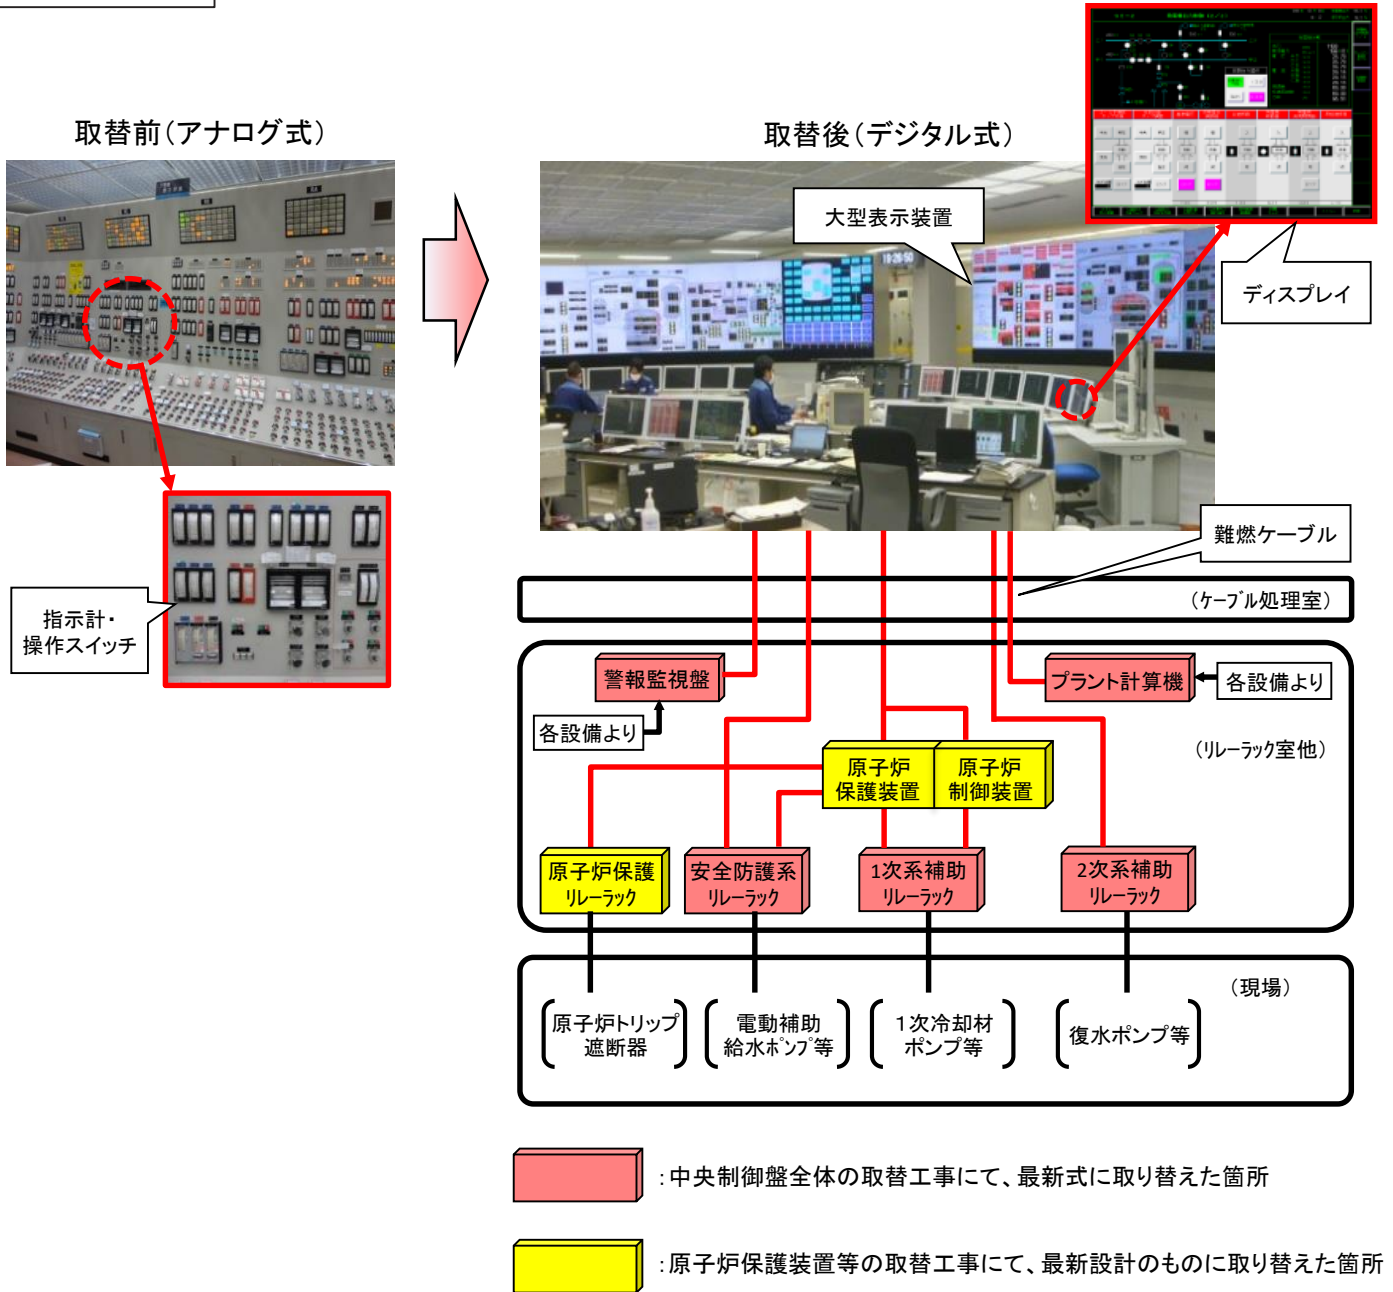 取替前(アナログ式)
取替後(デジタル式)
大型表示装置
19:26:50
ディスプレイ
指示計・
操作スイッチ
難燃ケーブル
(ケーブル処理室)
警報監視盤
プラント計算機
各設備より
各設備より
(リレーラック室他)
原子炉
保護装置
原子炉
制御装置
原子炉保護
リレーラック
安全防護系
リレーラック
1次系補助
リレーラック
2次系補助
リレーラック
(現場)
原子炉トリップ
遮断器
電動補助
給水ポンプ等
1次冷却材
ポンプ等
復水ポンプ等
:中央制御盤全体の取替工事にて、最新式に取り替えた箇所
:原子炉保護装置等の取替工事にて、最新設計のものに取り替えた箇所